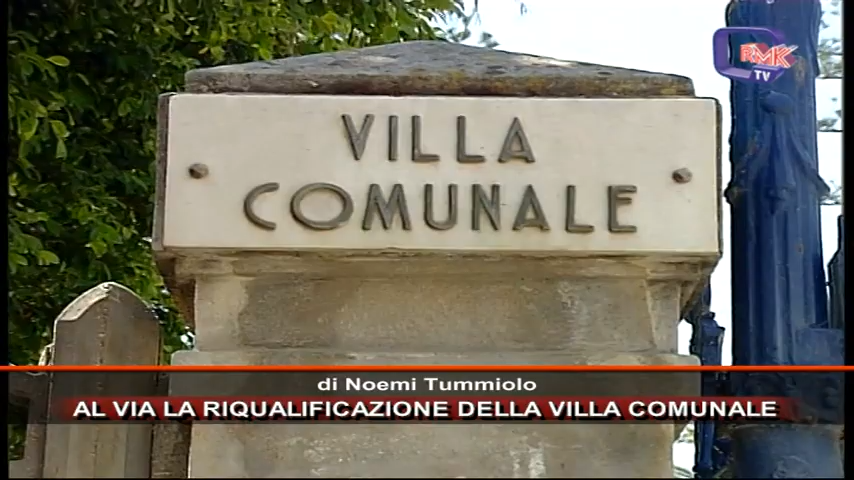 RMK
TV
VILLA
COMUNALE
di Noemi Tummiolo
AL VIA LA RIQUALIFICAZIONE DELLA VILLA COMUNALE